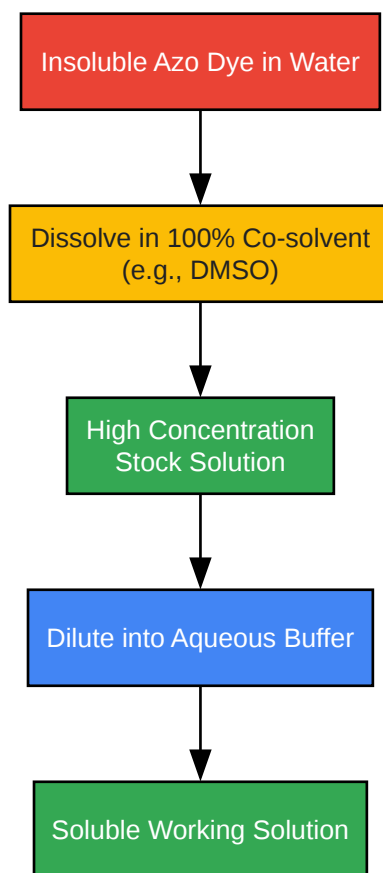 Insoluble Azo Dye in Water
Dissolve in 100% Co-solvent
(e.g., DMSO)
High Concentration
Stock Solution
Dilute into Aqueous Buffer
Soluble Working Solution